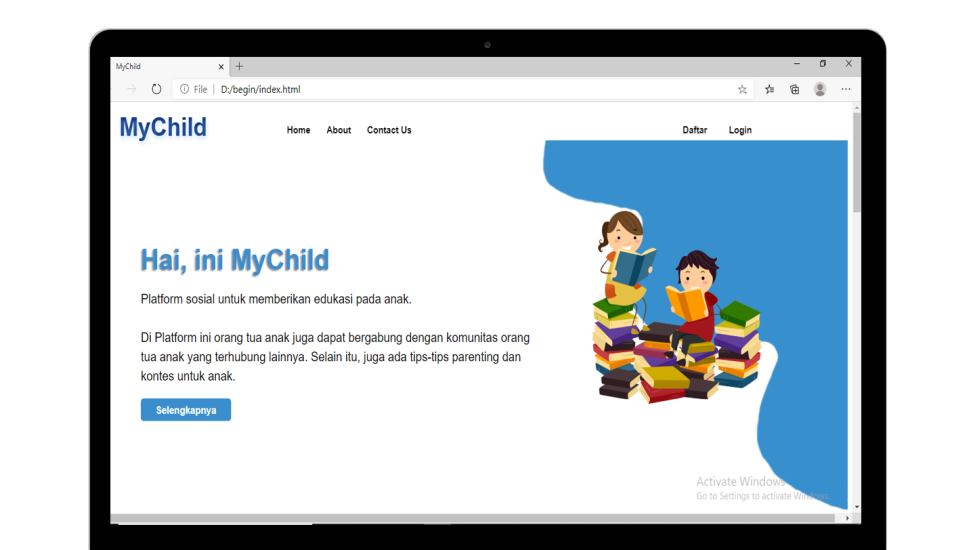 MyChild
File | D:/begin/index.html
MyChild
Home About Contact Us Daftar Login
Hai, ini MyChild
Platform sosial untuk memberikan edukasi pada anak.
Di Platform ini orang tua anak juga dapat bergabung dengan komunitas orang
tua anak yang terhubung lainnya. Selain itu, juga ada tips-tips parenting dan
kontes untuk anak.
Selengkapnya
Activate Windows
Go to Settings to activate Windows.